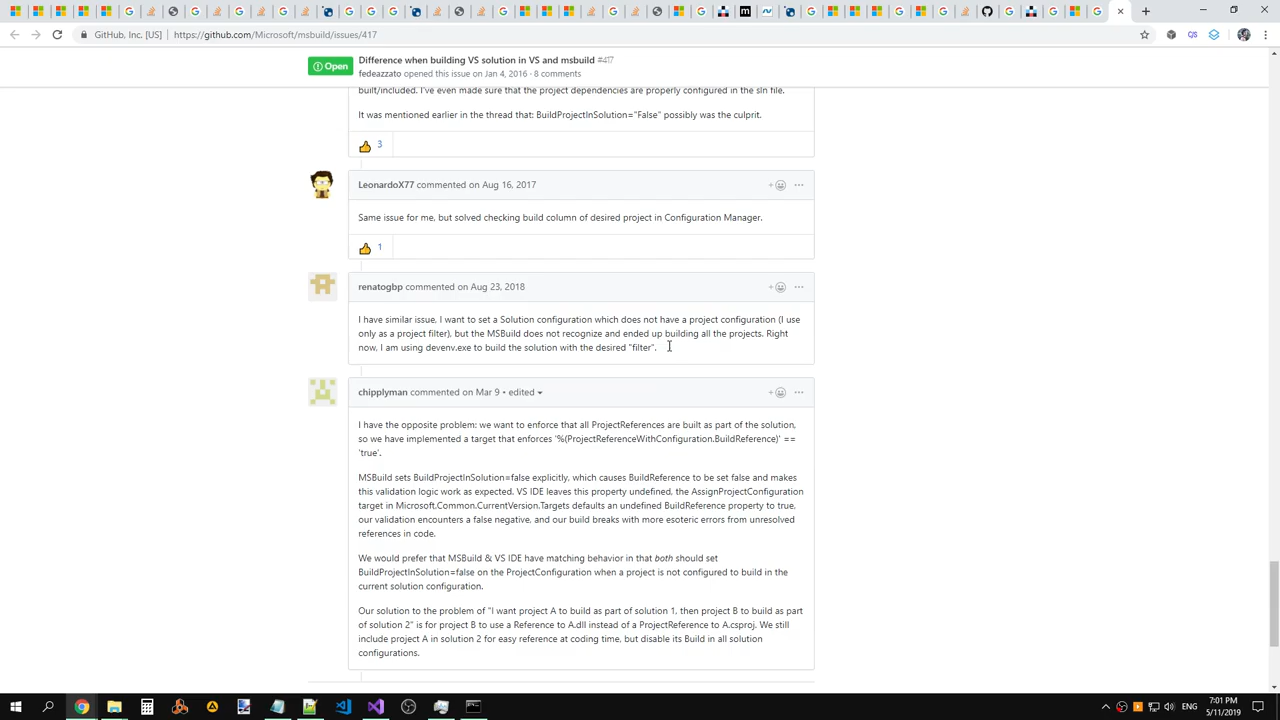 GitHub, Inc. [US]
https://github.com/Microsoft/msbuild/issues/417
Open
Difference when building VS solution in VS and msbuild #417
fedeazzato opened this issue on Jan 4, 2016 · 8 comments
built/included. I've even made sure that the project dependencies are properly configured in the sln file.
It was mentioned earlier in the thread that: BuildProjectInSolution="False" possibly was the culprit.
3
LeonardoX77 commented on Aug 16, 2017
Same issue for me, but solved checking build column of desired project in Configuration Manager.
1
renatogbp commented on Aug 23, 2018
I have similar issue, I want to set a Solution configuration which does not have a project configuration (I use
only as a project filter), but the MSBuild does not recognize and ended up building all the projects. Right
now, I am using devenv.exe to build the solution with the desired "filter".
chipplyman commented on Mar 9 • edited
I have the opposite problem: we want to enforce that all ProjectReferences are built as part of the solution,
so we have implemented a target that enforces '%(ProjectReferenceWithConfiguration.BuildReference)' ==
'true'.
MSBuild sets BuildProjectInSolution=false explicitly, which causes BuildReference to be set false and makes
this validation logic work as expected. VS IDE leaves this property undefined, the AssignProjectConfiguration
target in Microsoft.Common.CurrentVersion.Targets defaults an undefined BuildReference property to true,
our validation encounters a false negative, and our build breaks with more esoteric errors from unresolved
references in code.
We would prefer that MSBuild & VS IDE have matching behavior in that both should set
BuildProjectInSolution=false on the ProjectConfiguration when a project is not configured to build in the
current solution configuration.
Our solution to the problem of "I want project A to build as part of solution 1, then project B to build as part
of solution 2" is for project B to use a Reference to A.dll instead of a ProjectReference to A.csproj. We still
include project A in solution 2 for easy reference at coding time, but disable its Build in all solution
configurations.
ENG
7:01 PM
5/11/2019